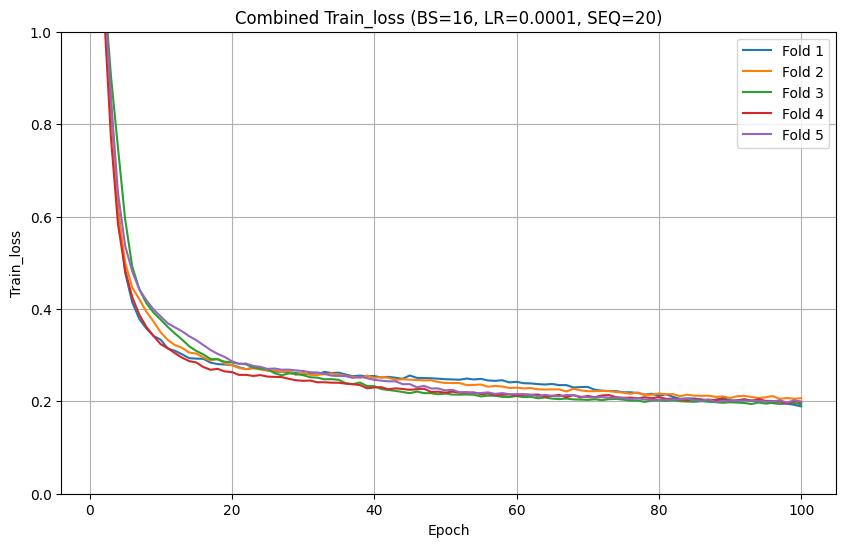 Combined Train_loss (BS=16, LR=0.0001, SEQ=20)
Train_loss
1.0
0.8
0.6
0.4
0.2
0.0
Fold 1
Fold 2
Fold 3
Fold 4
Fold 5
0 20 40 60 80 100
Epoch